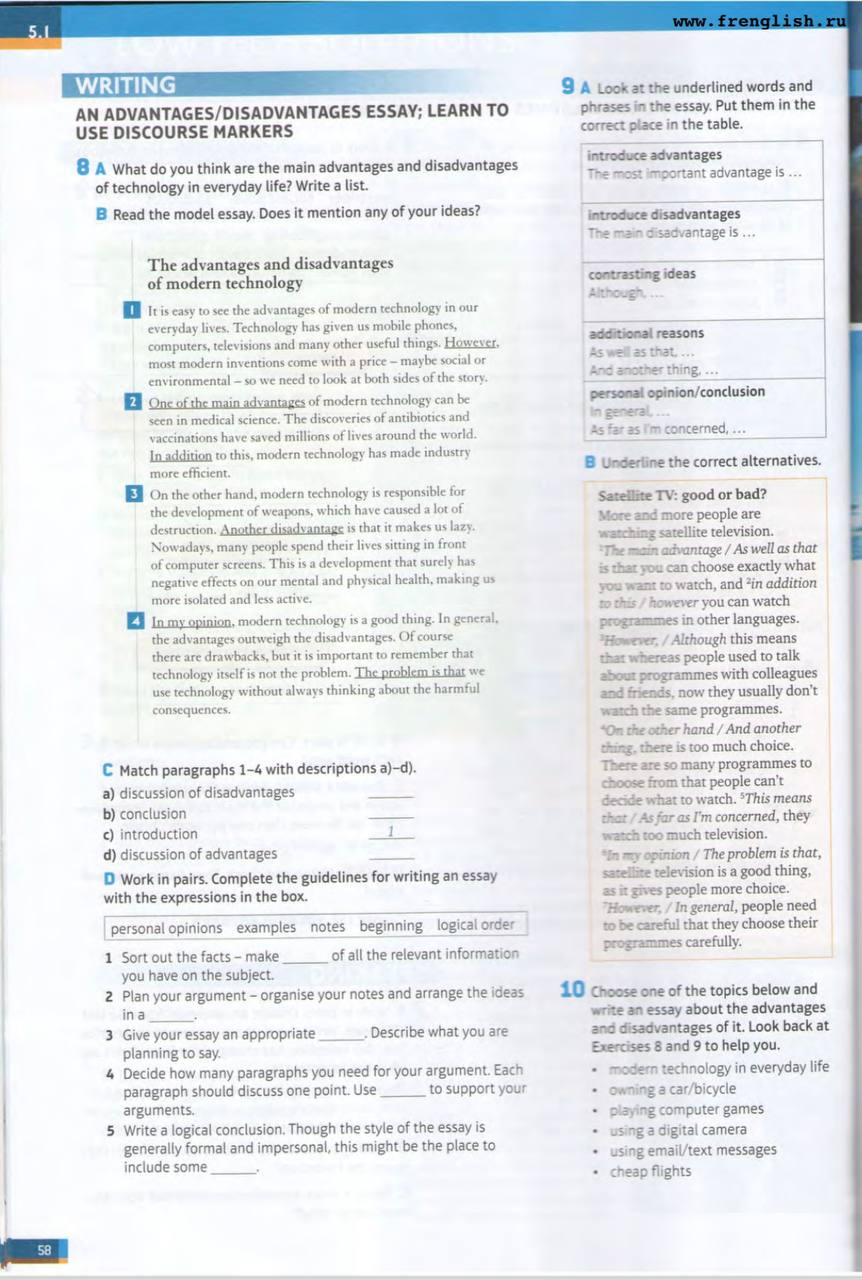 www.frenglish.ru
5.1
WRITING
AN ADVANTAGES/DISADVANTAGES ESSAY; LEARN TO
USE DISCOURSE MARKERS
8 A What do you think are the main advantages and disadvantages
of technology in everyday life? Write a list.
B Read the model essay. Does it mention any of your ideas?
The advantages and disadvantages
of modern technology
1 It is easy to see the advantages of modern technology in our
everyday lives. Technology has given us mobile phones,
computers, televisions and many other useful things. However,
most modern inventions come with a price – maybe social or
environmental – so we need to look at both sides of the story.
2 One of the main advantages of modern technology can be
seen in medical science. The discoveries of antibiotics and
vaccinations have saved millions of lives around the world.
In addition to this, modern technology has made industry
more efficient.
3 On the other hand, modern technology is responsible for
the development of weapons, which have caused a lot of
destruction. Another disadvantage is that it makes us lazy.
Nowadays, many people spend their lives sitting in front
of computer screens. This is a development that surely has
negative effects on our mental and physical health, making us
more isolated and less active.
4 In my opinion, modern technology is a good thing. In general,
the advantages outweigh the disadvantages. Of course
there are drawbacks, but it is important to remember that
technology itself is not the problem. The problem is that we
use technology without always thinking about the harmful
consequences.
C Match paragraphs 1–4 with descriptions a)–d).
a) discussion of disadvantages ______
b) conclusion ______
c) introduction 1
d) discussion of advantages ______
D Work in pairs. Complete the guidelines for writing an essay
with the expressions in the box.
personal opinions examples notes beginning logical order
1 Sort out the facts – make ______ of all the relevant information
you have on the subject.
2 Plan your argument – organise your notes and arrange the ideas
in a ______.
3 Give your essay an appropriate ______. Describe what you are
planning to say.
4 Decide how many paragraphs you need for your argument. Each
paragraph should discuss one point. Use ______ to support your
arguments.
5 Write a logical conclusion. Though the style of the essay is
generally formal and impersonal, this might be the place to
include some ______.
9 A Look at the underlined words and
phrases in the essay. Put them in the
correct place in the table.
introduce advantages
The most important advantage is …
introduce disadvantages
The main disadvantage is …
contrasting ideas
Although, …
additional reasons
As well as that, …
And another thing, …
personal opinion/conclusion
In general, …
As far as I'm concerned, …
B Underline the correct alternatives.
Satellite TV: good or bad?
More and more people are
watching satellite television.
1The main advantage / As well as that
is that you can choose exactly what
you want to watch, and 2in addition
to this / however you can watch
programmes in other languages.
3However, / Although this means
that whereas people used to talk
about programmes with colleagues
and friends, now they usually don't
watch the same programmes.
4On the other hand / And another
thing, there is too much choice.
There are so many programmes to
choose from that people can't
decide what to watch. 5This means
that / As far as I'm concerned, they
watch too much television.
6In my opinion / The problem is that,
satellite television is a good thing,
as it gives people more choice.
7However, / In general, people need
to be careful that they choose their
programmes carefully.
10 Choose one of the topics below and
write an essay about the advantages
and disadvantages of it. Look back at
Exercises 8 and 9 to help you.
• modern technology in everyday life
• owning a car/bicycle
• playing computer games
• using a digital camera
• using email/text messages
• cheap flights
58